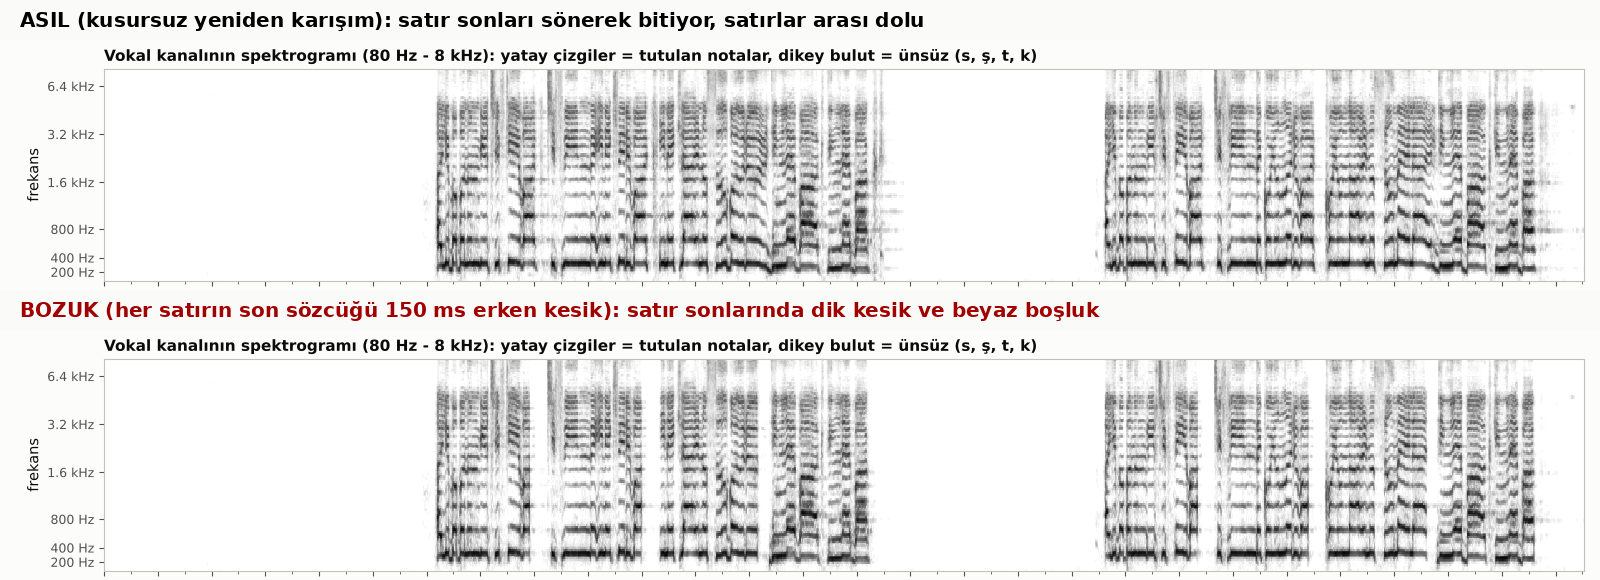 ASIL (kusursuz yeniden karışım): satır sonları sönerek bitiyor, satırlar arası dolu
Vokal kanalının spektrogramı (80 Hz - 8 kHz): yatay çizgiler = tutulan notalar, dikey bulut = ünsüz (s, ş, t, k)
6.4 kHz
3.2 kHz
1.6 kHz
800 Hz
400 Hz
200 Hz
frekans
BOZUK (her satırın son sözcüğü 150 ms erken kesik): satır sonlarında dik kesik ve beyaz boşluk
Vokal kanalının spektrogramı (80 Hz - 8 kHz): yatay çizgiler = tutulan notalar, dikey bulut = ünsüz (s, ş, t, k)
6.4 kHz
3.2 kHz
1.6 kHz
800 Hz
400 Hz
200 Hz
frekans